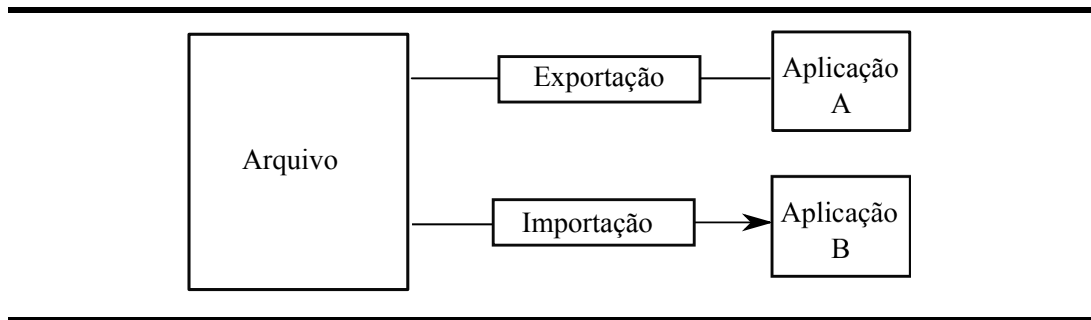 Arquivo
Exportação
Aplicação
A
Importação
Aplicação
B